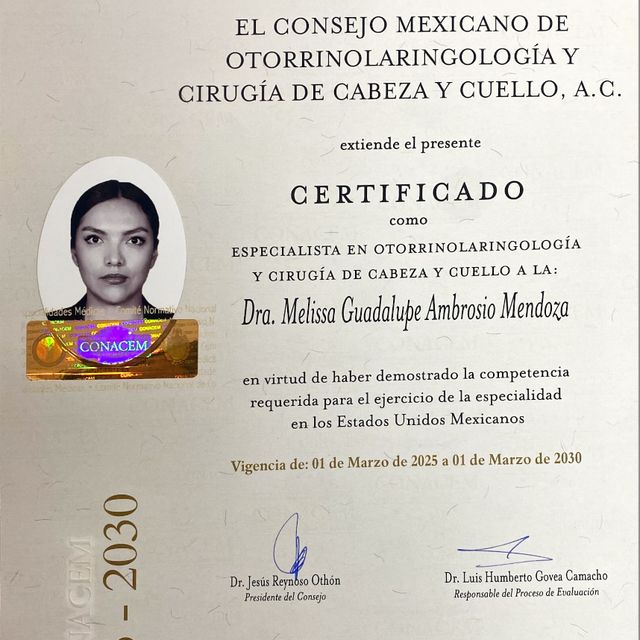 EL CONSEJO MEXICANO DE
OTORRINOLARINGOLOGÍA Y
CIRUGÍA DE CABEZA Y CUELLO, A.C.
extiende el presente
CERTIFICADO
como
ESPECIALISTA EN OTORRINOLARINGOLOGÍA
Y CIRUGÍA DE CABEZA Y CUELLO A LA:
Dra. Melissa Guadalupe Ambrosio Mendoza
CONACEM
en virtud de haber demostrado la competencia
requerida para el ejercicio de la especialidad
en los Estados Unidos Mexicanos
Vigencia de: 01 de Marzo de 2025 a 01 de Marzo de 2030
- 2030
Dr. Jesús Reynoso Othón
Presidente del Consejo
Dr. Luis Humberto Govea Camacho
Responsable del Proceso de Evaluación